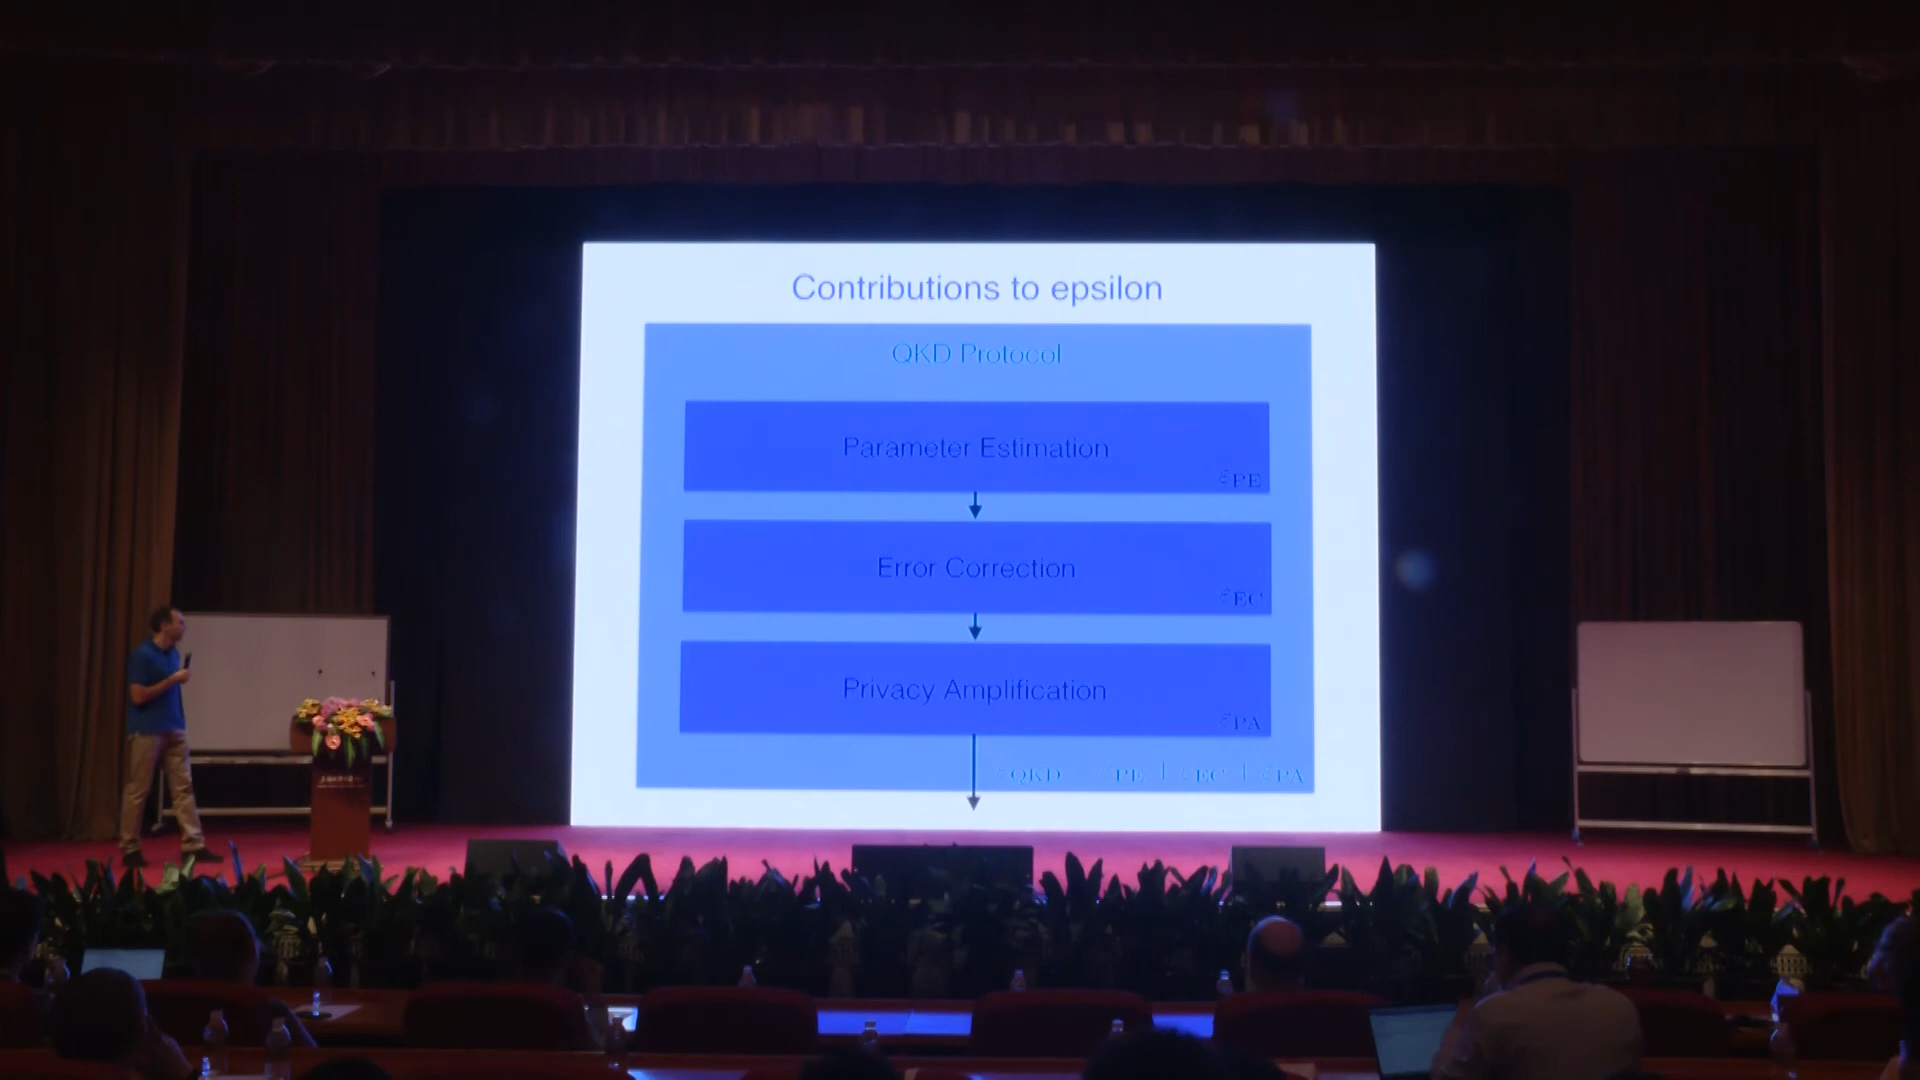 Contributions to epsilon
QKD Protocol
Parameter Estimation
εPE
Error Correction
εEC
Privacy Amplification
εPA
εQKD = εPE + εEC + εPA